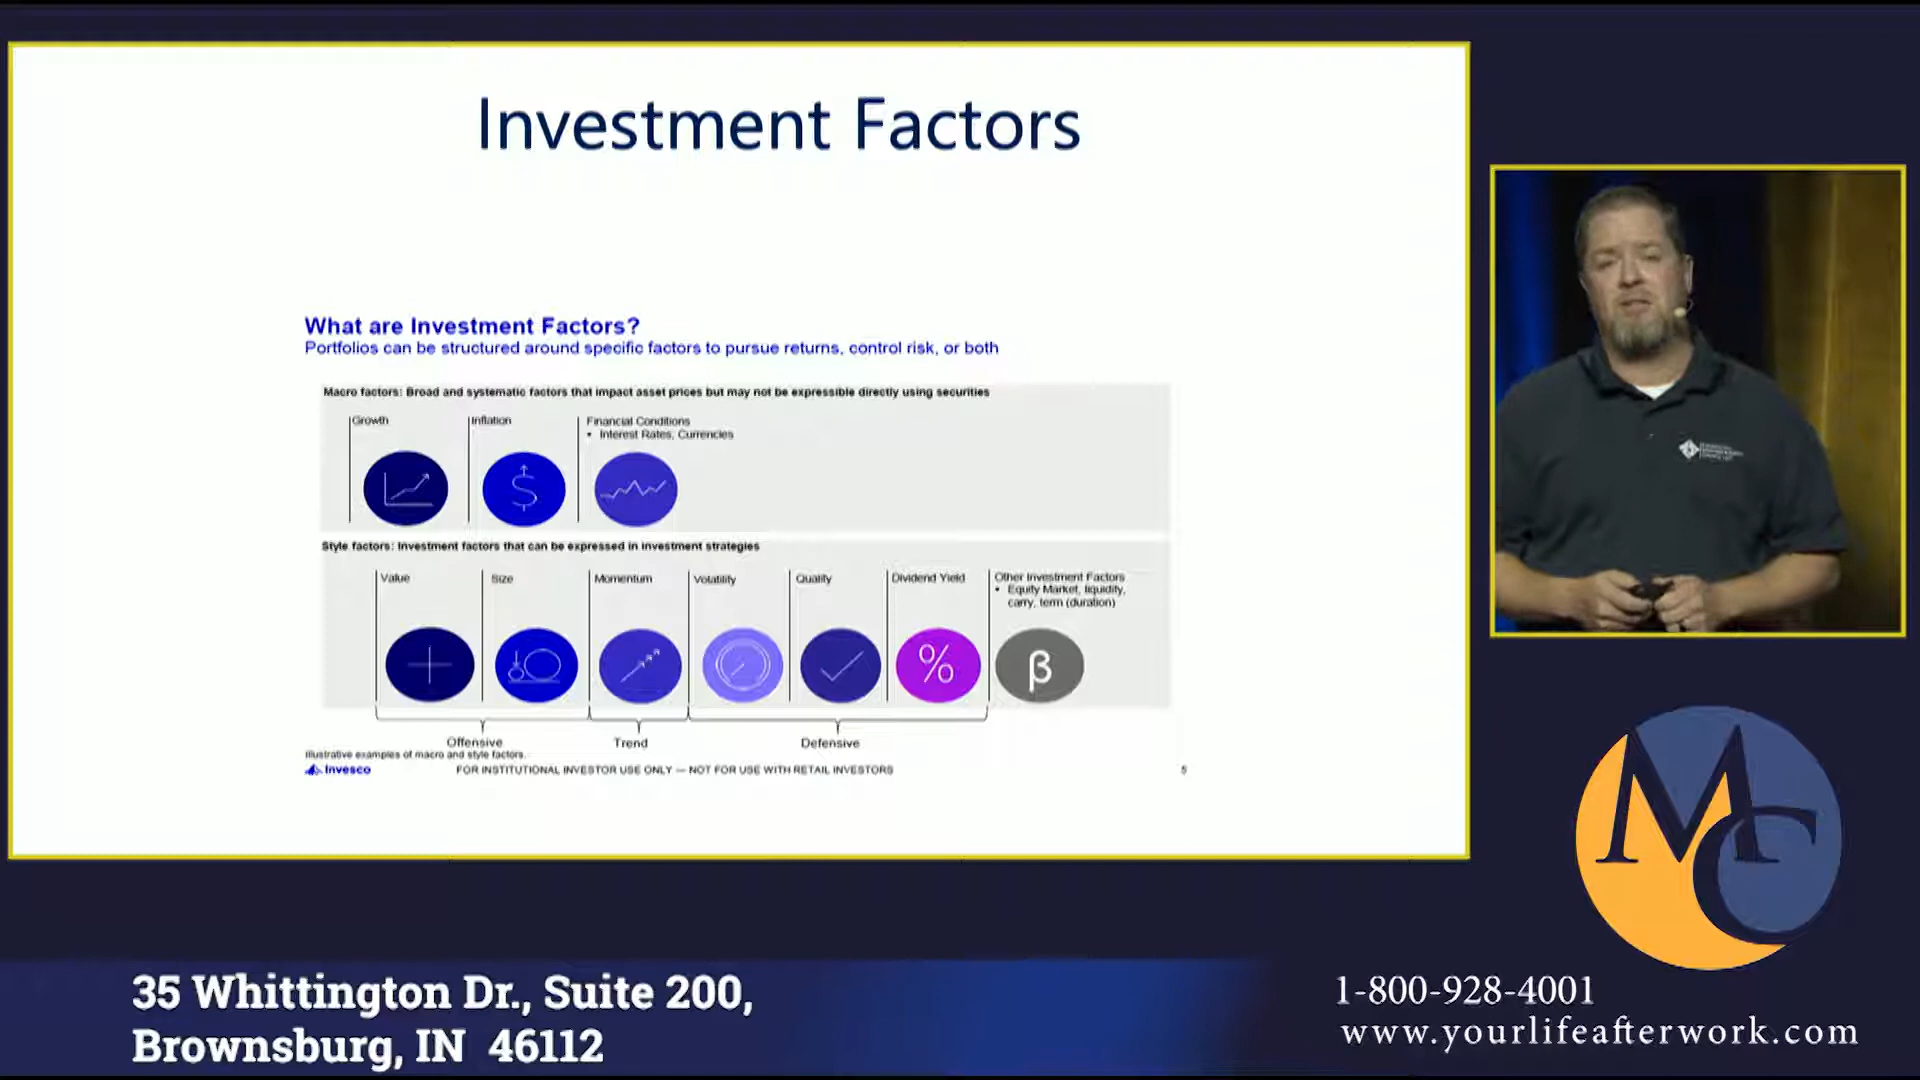 Investment Factors
What are Investment Factors?
Portfolios can be structured around specific factors to pursue returns, control risk, or both
Macro factors: Broad and systematic factors that impact asset prices but may not be expressible directly using securities
Growth
Inflation
Financial Conditions
• Interest Rates, Currencies
$
Style factors: Investment factors that can be expressed in investment strategies
Value
Size
Momentum
Volatility
Quality
Dividend Yield
Other Investment Factors
• Equity Market, liquidity,
carry, term (duration)
%
β
Offensive
Trend
Defensive
Illustrative examples of macro and style factors.
Invesco
FOR INSTITUTIONAL INVESTOR USE ONLY — NOT FOR USE WITH RETAIL INVESTORS
5
MC
35 Whittington Dr., Suite 200,
Brownsburg, IN 46112
1-800-928-4001
www.yourlifeafterwork.com